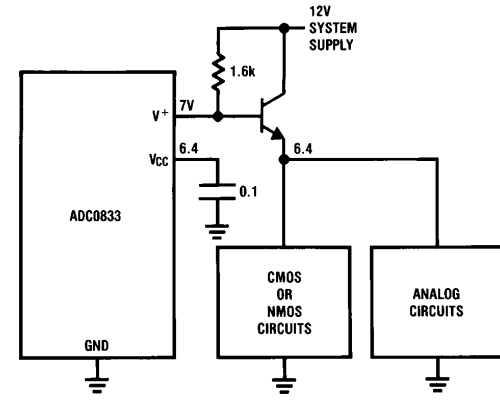 12V
SYSTEM
SUPPLY
1.6k
V+
7V
VCC
6.4
6.4
0.1
ADC0833
GND
CMOS
OR
NMOS
CIRCUITS
ANALOG
CIRCUITS